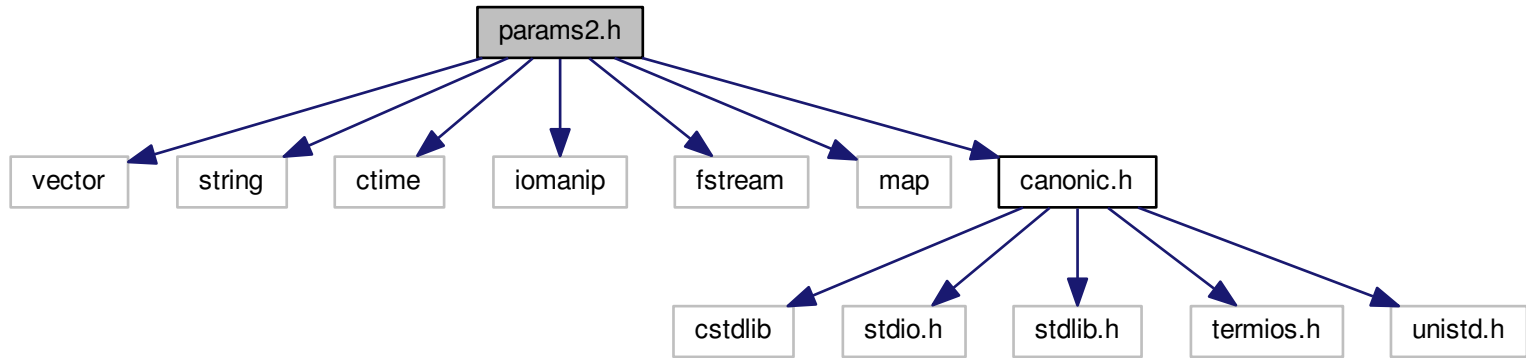 params2.h
vector
string
ctime
iomanip
fstream
map
canonic.h
cstdlib
stdio.h
stdlib.h
termios.h
unistd.h